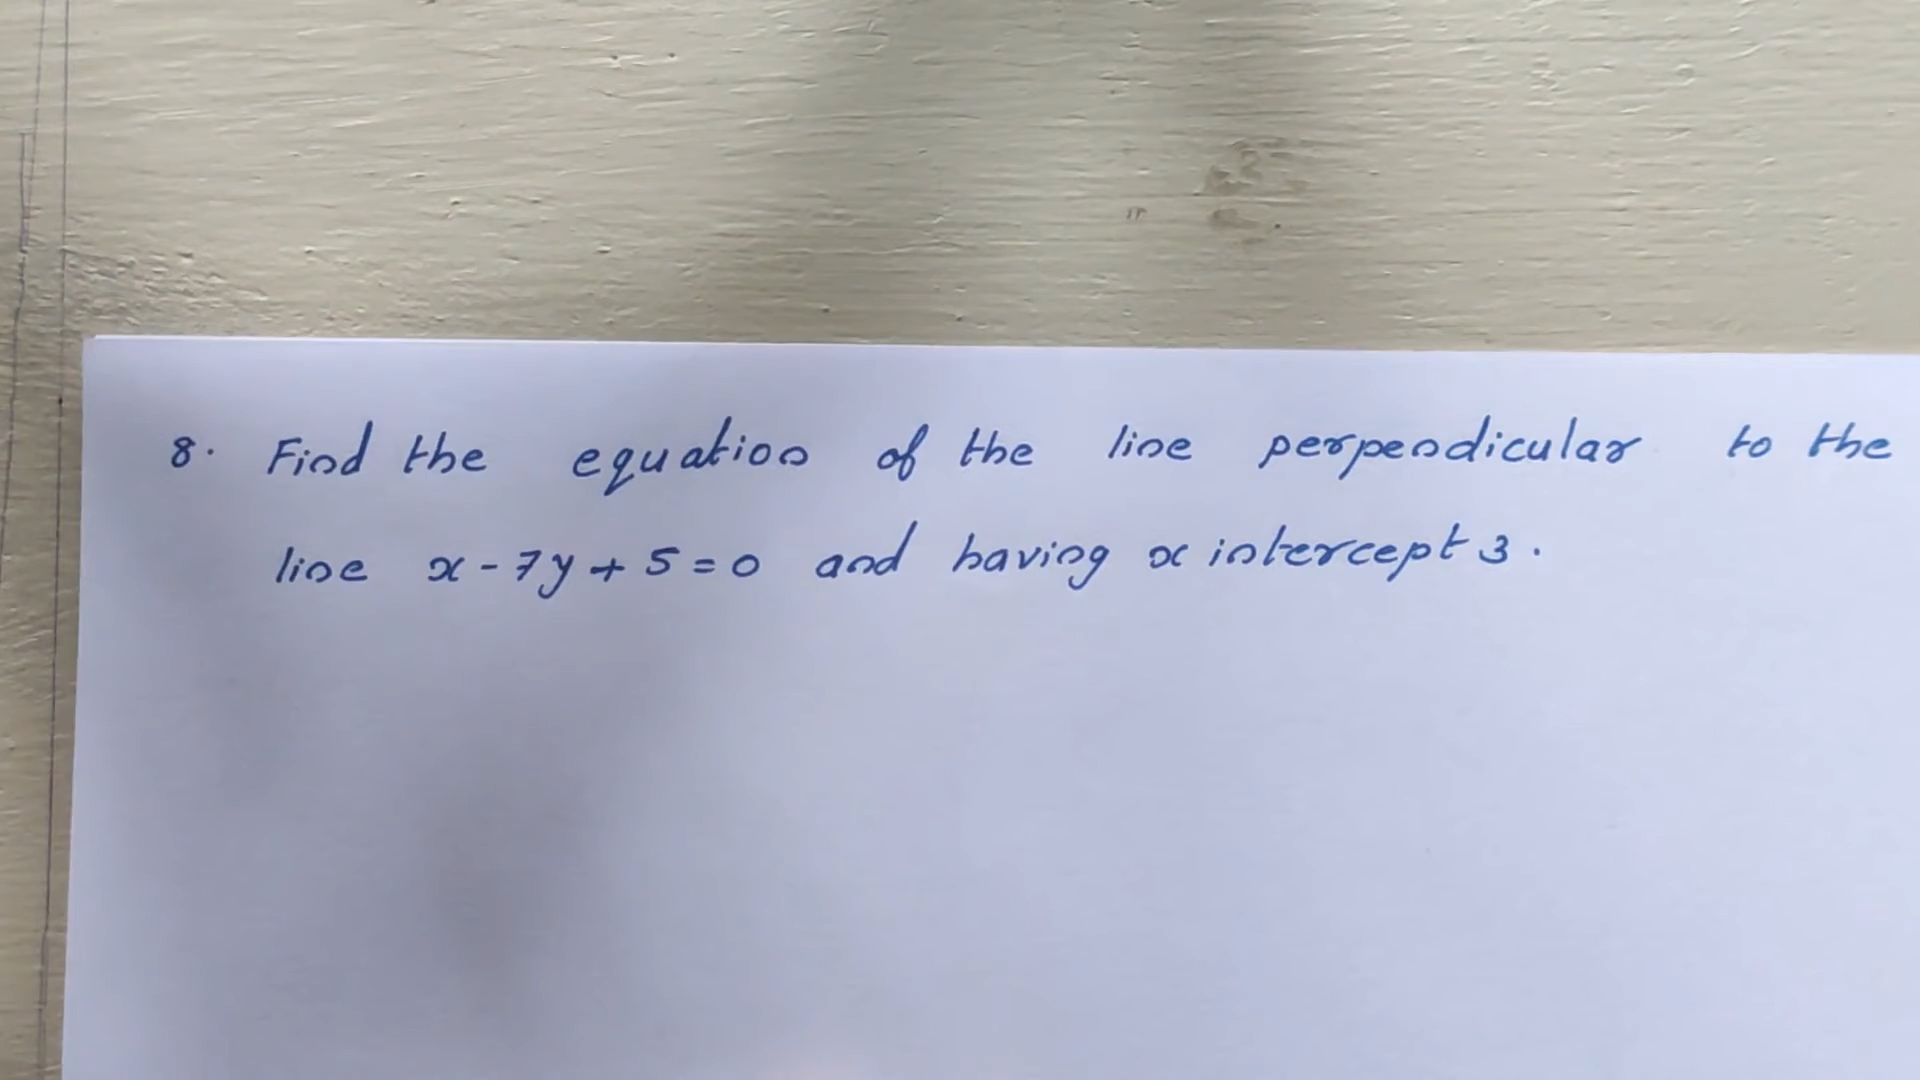 8. Find the equation of the line perpendicular to the
line x - 7y + 5 = 0 and having x intercept 3.